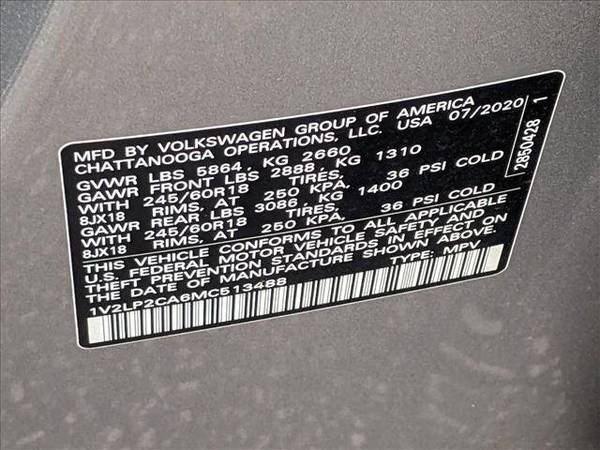 MFD BY VOLKSWAGEN GROUP OF AMERICA
CHATTANOOGA OPERATIONS, LLC. USA 07/2020
GVWR LBS 5864, KG 2660
GAWR FRONT LBS 2888, KG 1310
WITH 245/60R18 TIRES,
8JX18 RIMS, AT 250 KPA, 36 PSI COLD
GAWR REAR LBS 3086, KG 1400
WITH 245/60R18 TIRES,
8JX18 RIMS, AT 250 KPA, 36 PSI COLD
THIS VEHICLE CONFORMS TO ALL APPLICABLE
U.S. FEDERAL MOTOR VEHICLE SAFETY AND
THEFT PREVENTION STANDARDS IN EFFECT ON
THE DATE OF MANUFACTURE SHOWN ABOVE.
1V2LP2CA6MC513488 TYPE: MPV
2850428 1